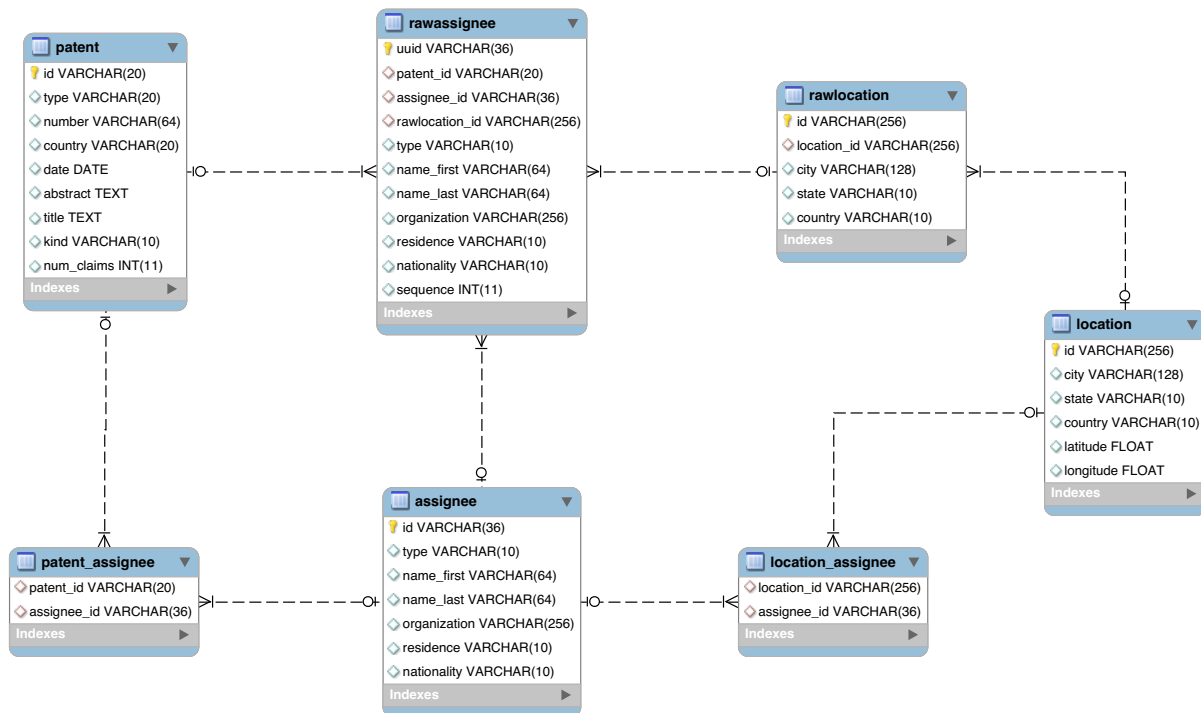 patent
id VARCHAR(20)
type VARCHAR(20)
number VARCHAR(64)
country VARCHAR(20)
date DATE
abstract TEXT
title TEXT
kind VARCHAR(10)
num_claims INT(11)
Indexes
rawassignee
uuid VARCHAR(36)
patent_id VARCHAR(20)
assignee_id VARCHAR(36)
rawlocation_id VARCHAR(256)
type VARCHAR(10)
name_first VARCHAR(64)
name_last VARCHAR(64)
organization VARCHAR(256)
residence VARCHAR(10)
nationality VARCHAR(10)
sequence INT(11)
Indexes
rawlocation
id VARCHAR(256)
location_id VARCHAR(256)
city VARCHAR(128)
state VARCHAR(10)
country VARCHAR(10)
Indexes
location
id VARCHAR(256)
city VARCHAR(128)
state VARCHAR(10)
country VARCHAR(10)
latitude FLOAT
longitude FLOAT
Indexes
patent_assignee
patent_id VARCHAR(20)
assignee_id VARCHAR(36)
Indexes
assignee
id VARCHAR(36)
type VARCHAR(10)
name_first VARCHAR(64)
name_last VARCHAR(64)
organization VARCHAR(256)
residence VARCHAR(10)
nationality VARCHAR(10)
Indexes
location_assignee
location_id VARCHAR(256)
assignee_id VARCHAR(36)
Indexes